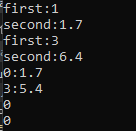 first:1
second:1.7
first:3
second:6.4
0:1.7
3:5.4
0
0